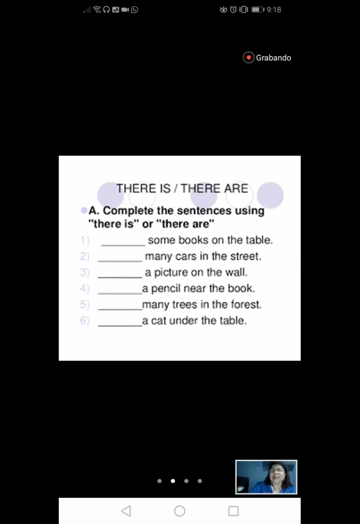 9:18
Grabando
THERE IS / THERE ARE
A. Complete the sentences using
"there is" or "there are"
1) _______ some books on the table.
2) _______ many cars in the street.
3) _______ a picture on the wall.
4) _______a pencil near the book.
5) _______many trees in the forest.
6) _______a cat under the table.